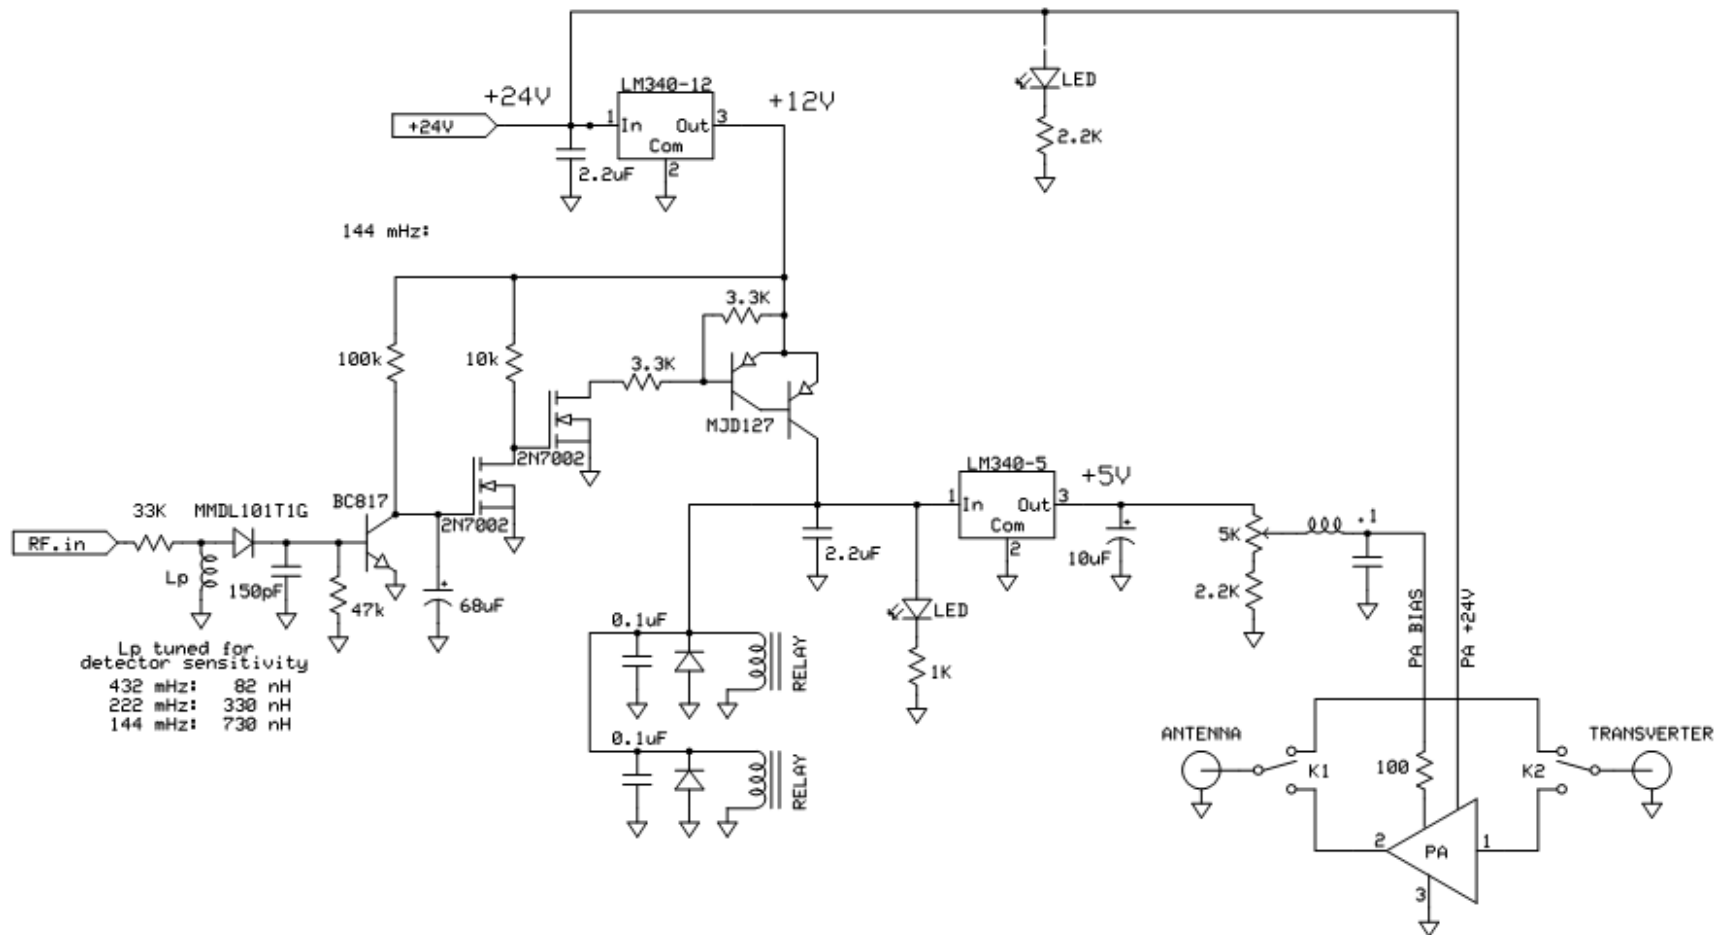 LM340-12
+24V
+12V
+24V
1
In
Out
3
Com
2
2.2uF
LED
2.2K
144 mHz:
3.3K
100k
10k
3.3K
MJD127
2N7002
LM340-5
+5V
BC817
33K
MMDL101T1G
2N7002
1
In
Out
3
Com
2
2.2uF
10uF
5K
.1
RF.in
Lp
150pF
47k
68uF
2.2K
LED
1K
PA BIAS
PA +24V
Lp tuned for
detector sensitivity
432 mHz: 82 nH
222 mHz: 330 nH
144 mHz: 730 nH
0.1uF
RELAY
0.1uF
RELAY
ANTENNA
TRANSVERTER
K1
100
K2
2
PA
1
3